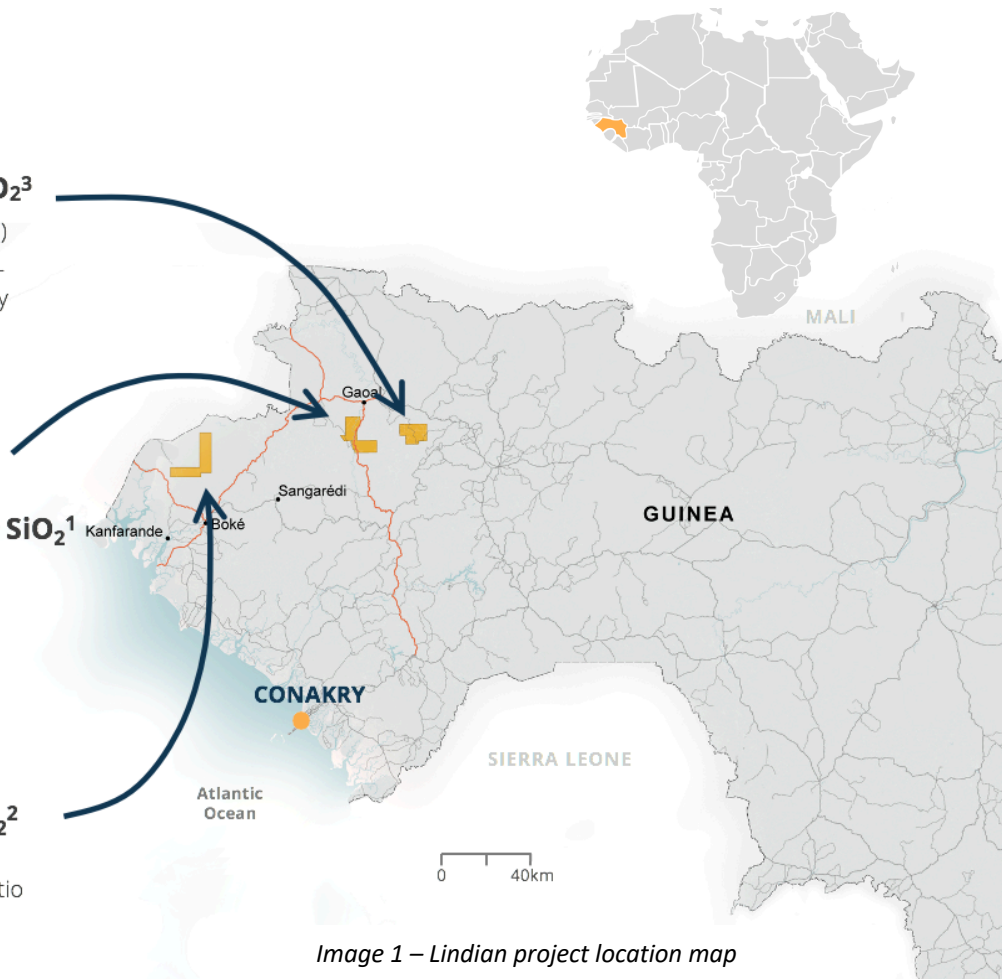 O₂³
)
y
MALI
Gaoal
Sangarédi
GUINEA
SiO₂¹
Kanfarande
Boké
CONAKRY
SIERRA LEONE
Atlantic
Ocean
₂²
tio
0 40km
Image 1 – Lindian project location map